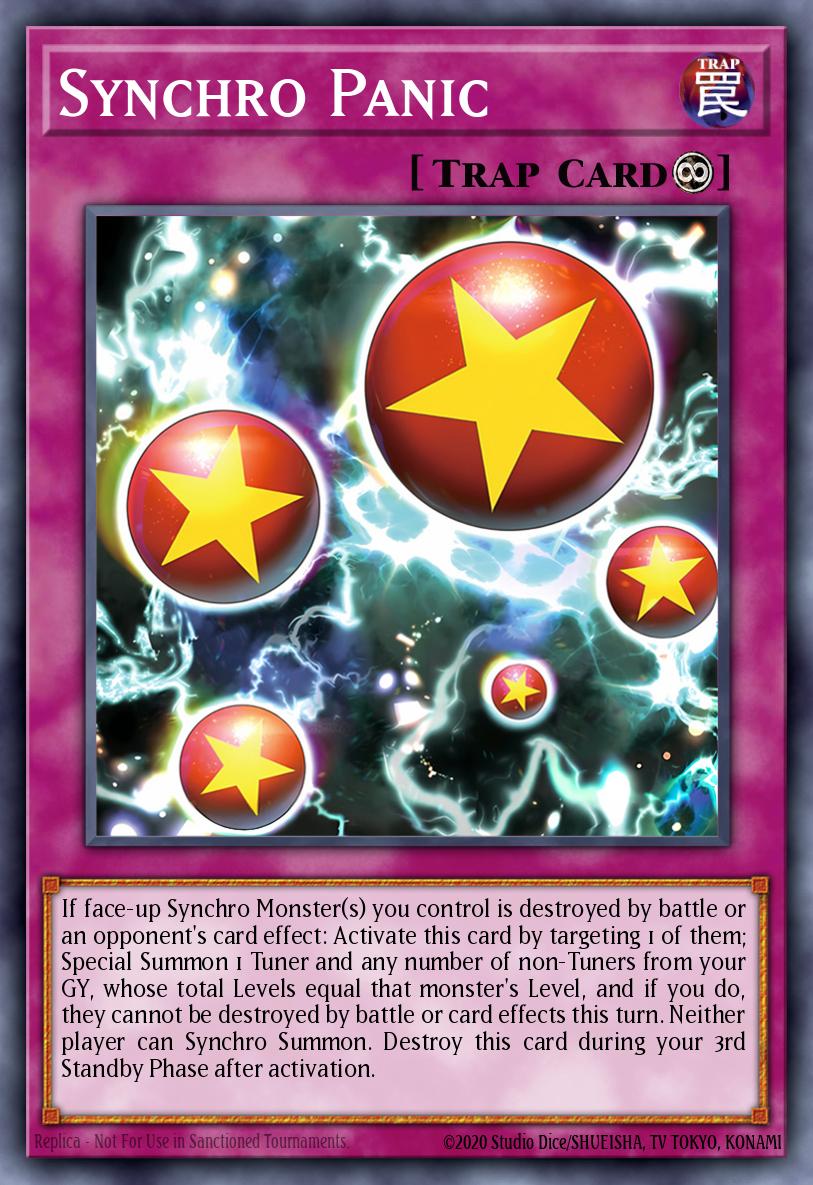 Synchro Panic
TRAP
罠
[ Trap Card ]
If face-up Synchro Monster(s) you control is destroyed by battle or
an opponent's card effect: Activate this card by targeting 1 of them;
Special Summon 1 Tuner and any number of non-Tuners from your
GY, whose total Levels equal that monster's Level, and if you do,
they cannot be destroyed by battle or card effects this turn. Neither
player can Synchro Summon. Destroy this card during your 3rd
Standby Phase after activation.
Replica - Not For Use in Sanctioned Tournaments.
©2020 Studio Dice/SHUEISHA, TV TOKYO, KONAMI